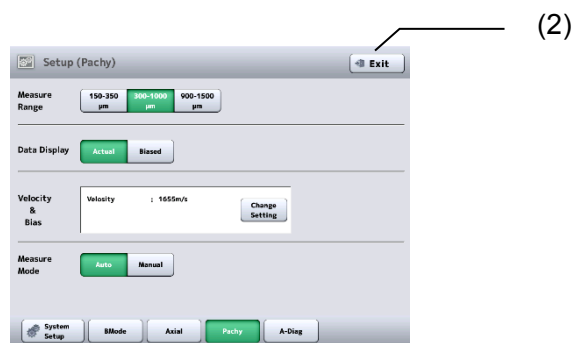 (2)
Setup (Pachy)
Exit
Measure
Range
150-350
µm
300-1000
µm
900-1500
µm
Data Display
Actual
Biased
Velocity
&
Bias
Velosity : 1655m/s
Change
Setting
Measure
Mode
Auto
Manual
System
Setup
BMode
Axial
Pachy
A-Diag